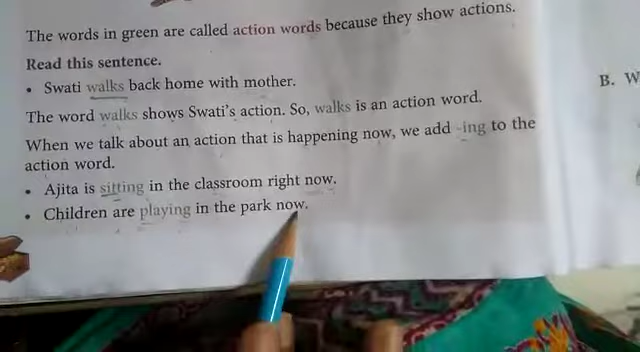 The words in green are called action words because they show actions.
Read this sentence.
• Swati walks back home with mother.
The word walks shows Swati's action. So, walks is an action word.
When we talk about an action that is happening now, we add -ing to the
action word.
• Ajita is sitting in the classroom right now.
• Children are playing in the park now.
B. W